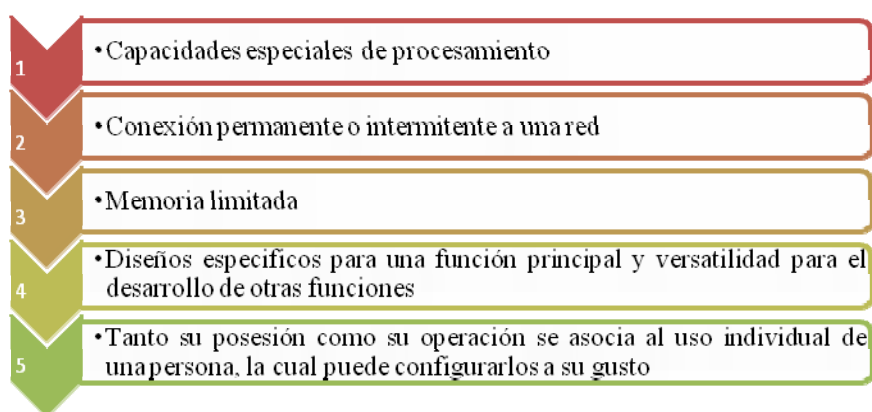 1
•Capacidades especiales de procesamiento
2
•Conexión permanente o intermitente a una red
3
•Memoria limitada
4
•Diseños especificos para una función principal y versatilidad para el
desarrollo de otras funciones
5
•Tanto su posesión como su operación se asocia al uso individual de
una persona, la cual puede configurarlos a su gusto